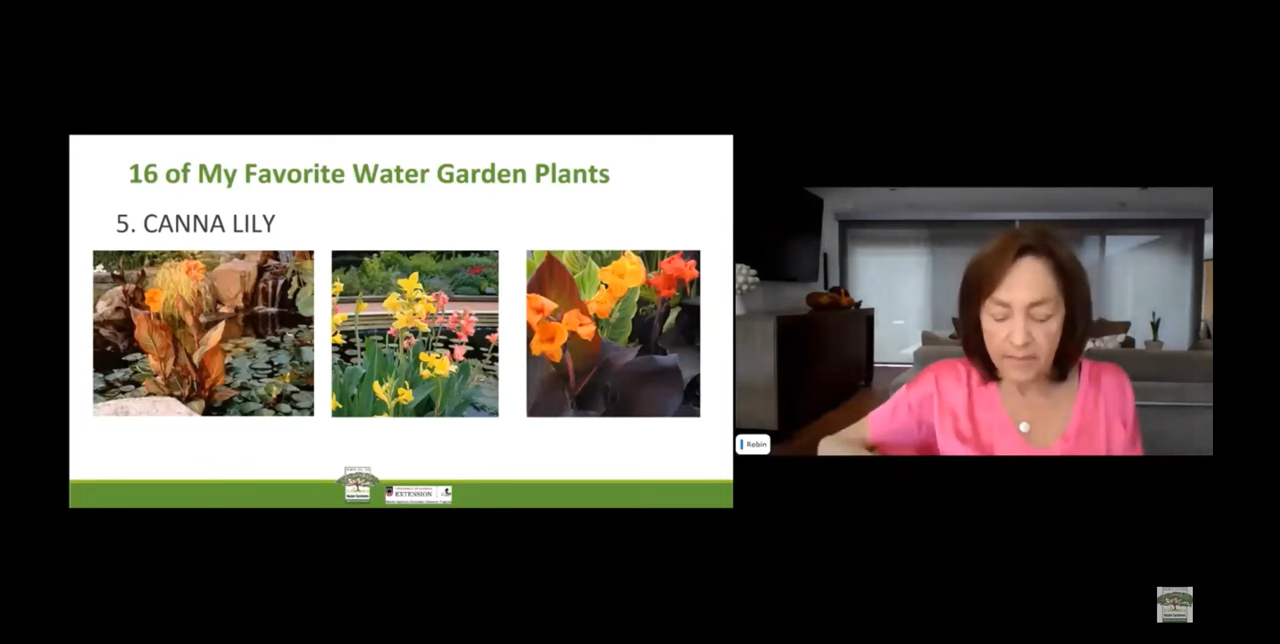 16 of My Favorite Water Garden Plants
5. CANNA LILY
EXTENSION
Robin